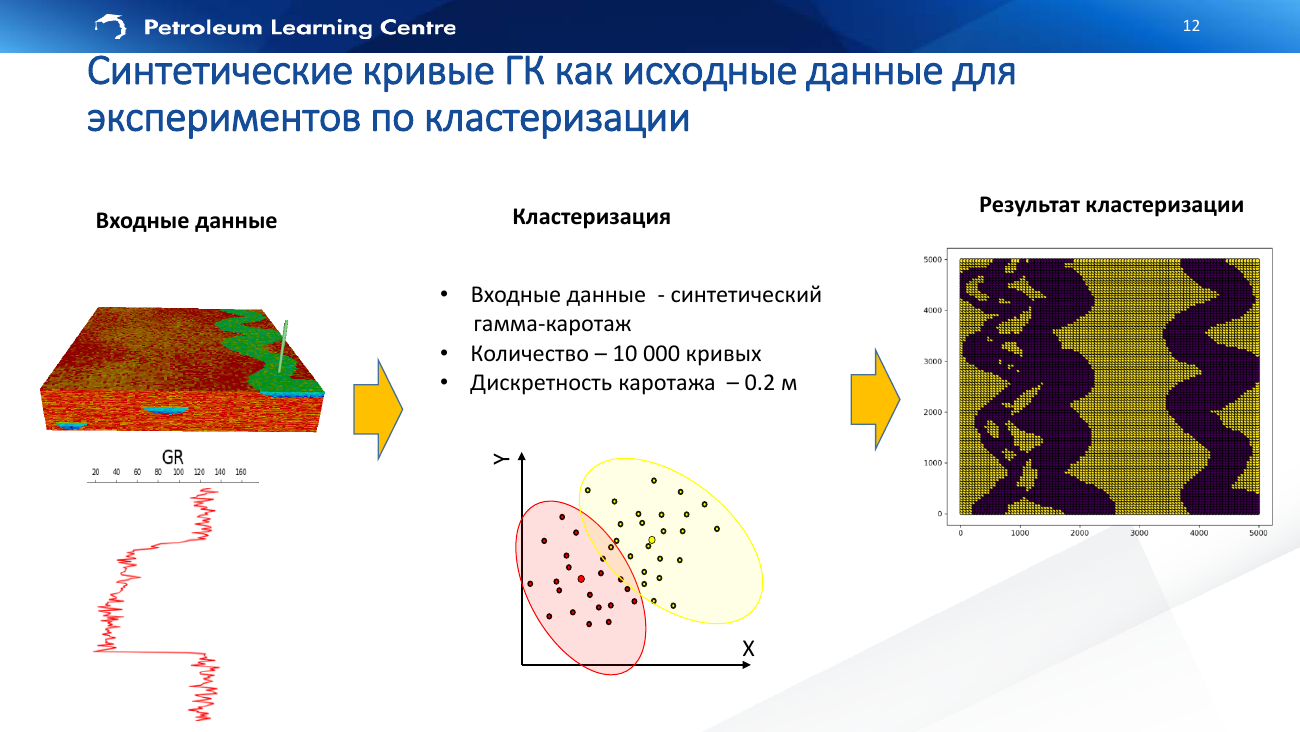 Petroleum Learning Centre
12
Синтетические кривые ГК как исходные данные для
экспериментов по кластеризации
Входные данные
GR
20 40 60 80 100 120 140 160
Кластеризация
• Входные данные - синтетический
гамма-каротаж
• Количество – 10 000 кривых
• Дискретность каротажа – 0.2 м
Y
X
Результат кластеризации
5000
4000
3000
2000
1000
0
0 1000 2000 3000 4000 5000